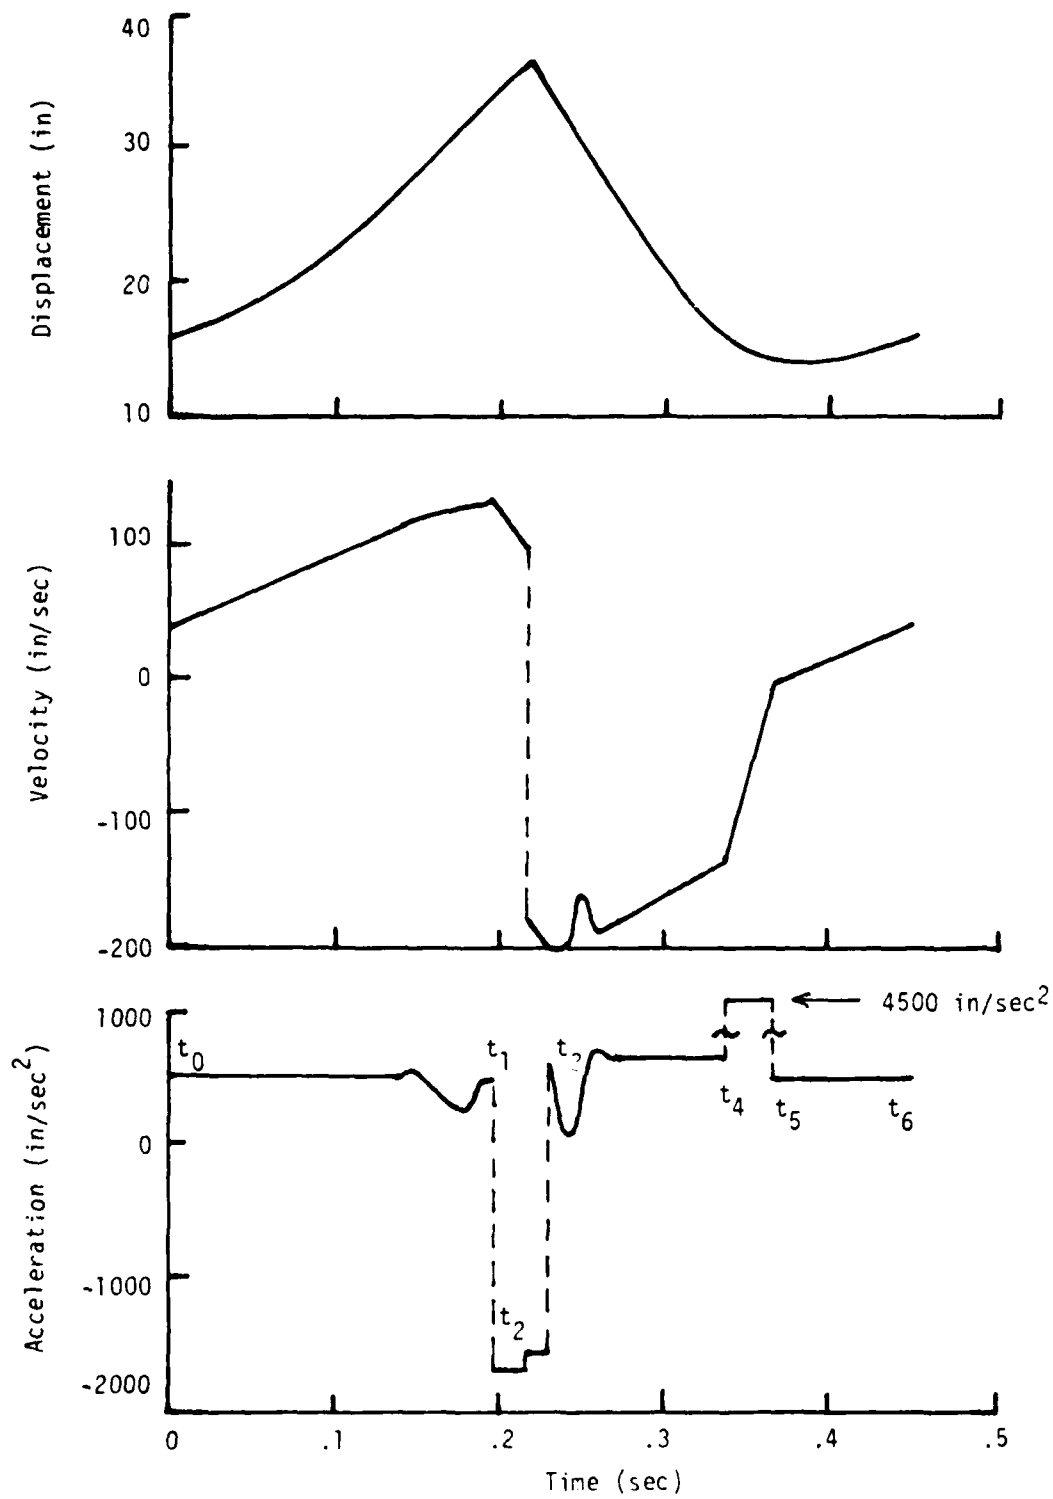 Displacement (in)
40
30
20
10
Velocity (in/sec)
100
0
-100
-200
Acceleration (in/sec2)
1000
0
-1000
-2000
t0
t1
t2
t3
4500 in/sec2
t4
t5
t6
0
.1
.2
.3
.4
.5
Time (sec)